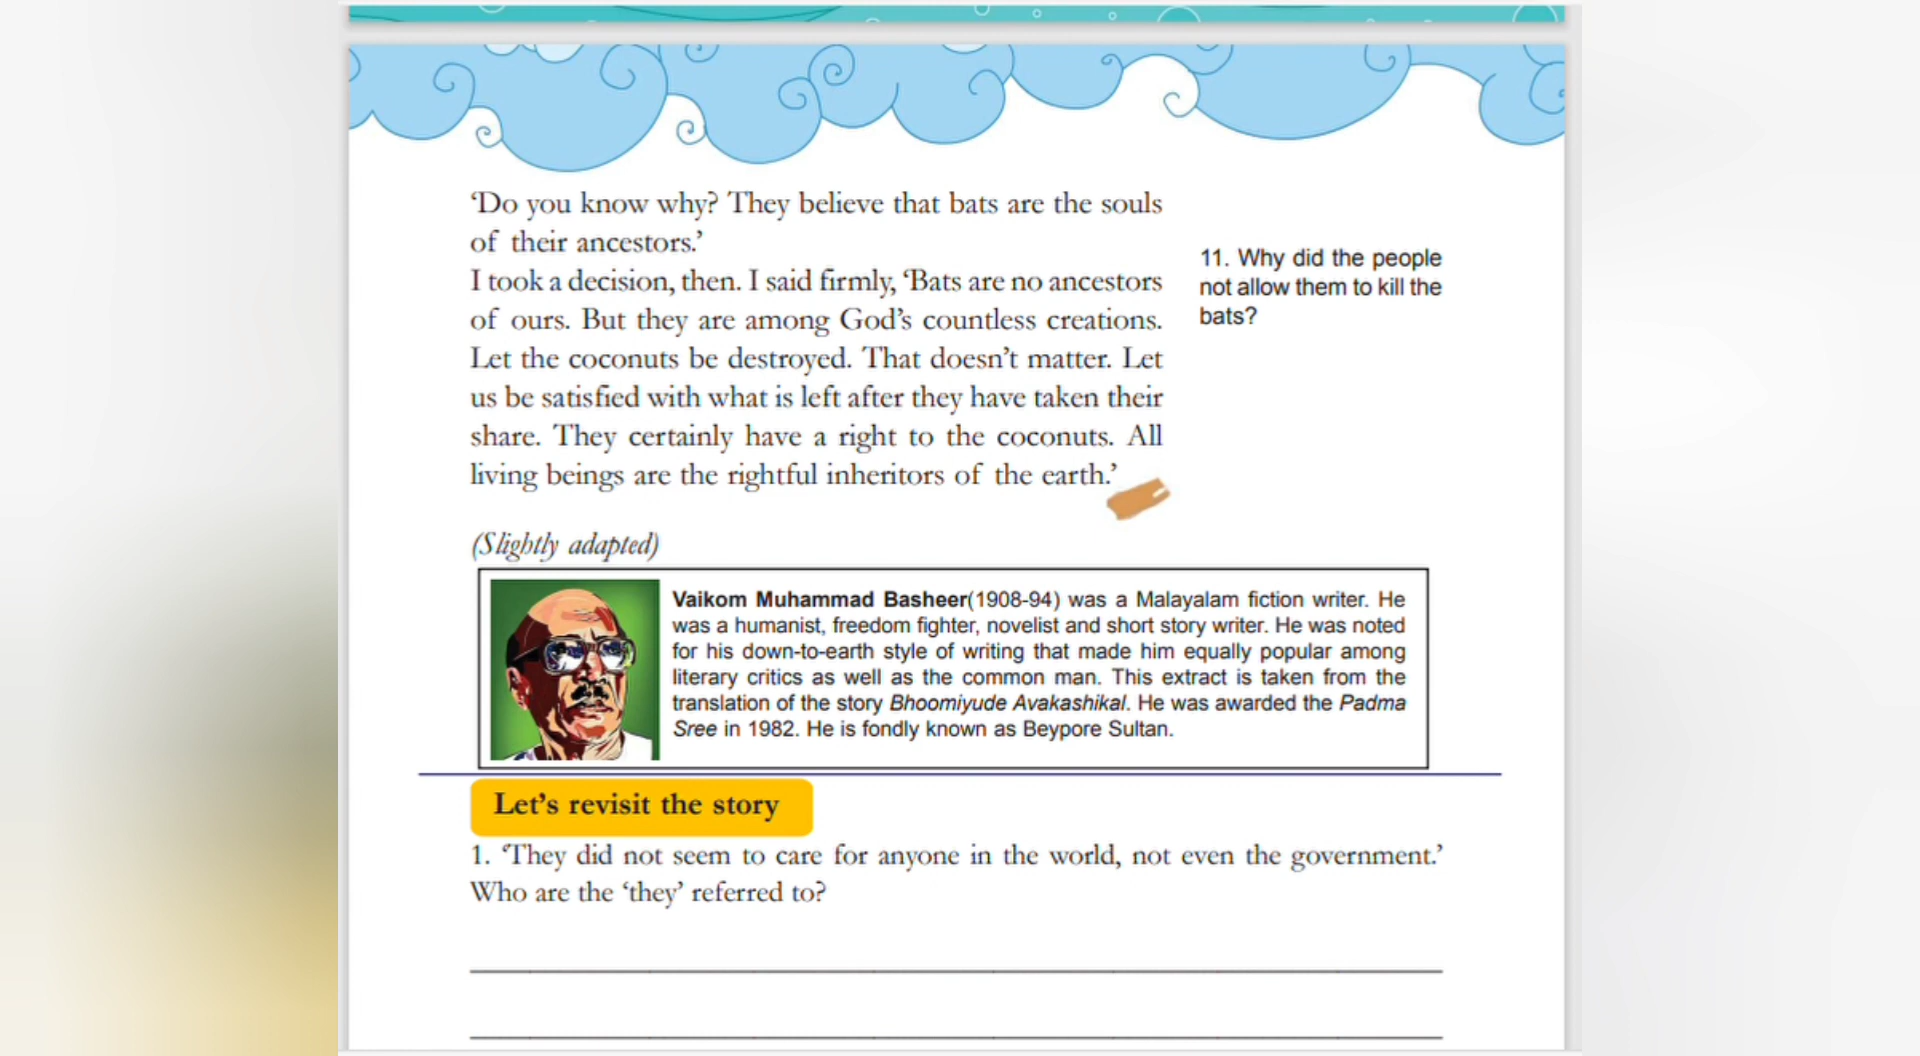 ‘Do you know why? They believe that bats are the souls
of their ancestors.’
I took a decision, then. I said firmly, ‘Bats are no ancestors
of ours. But they are among God’s countless creations.
Let the coconuts be destroyed. That doesn’t matter. Let
us be satisfied with what is left after they have taken their
share. They certainly have a right to the coconuts. All
living beings are the rightful inheritors of the earth.’
11. Why did the people
not allow them to kill the
bats?
(Slightly adapted)
Vaikom Muhammad Basheer(1908-94) was a Malayalam fiction writer. He
was a humanist, freedom fighter, novelist and short story writer. He was noted
for his down-to-earth style of writing that made him equally popular among
literary critics as well as the common man. This extract is taken from the
translation of the story Bhoomiyude Avakashikal. He was awarded the Padma
Sree in 1982. He is fondly known as Beypore Sultan.
Let’s revisit the story
1. ‘They did not seem to care for anyone in the world, not even the government.’
Who are the ‘they’ referred to?